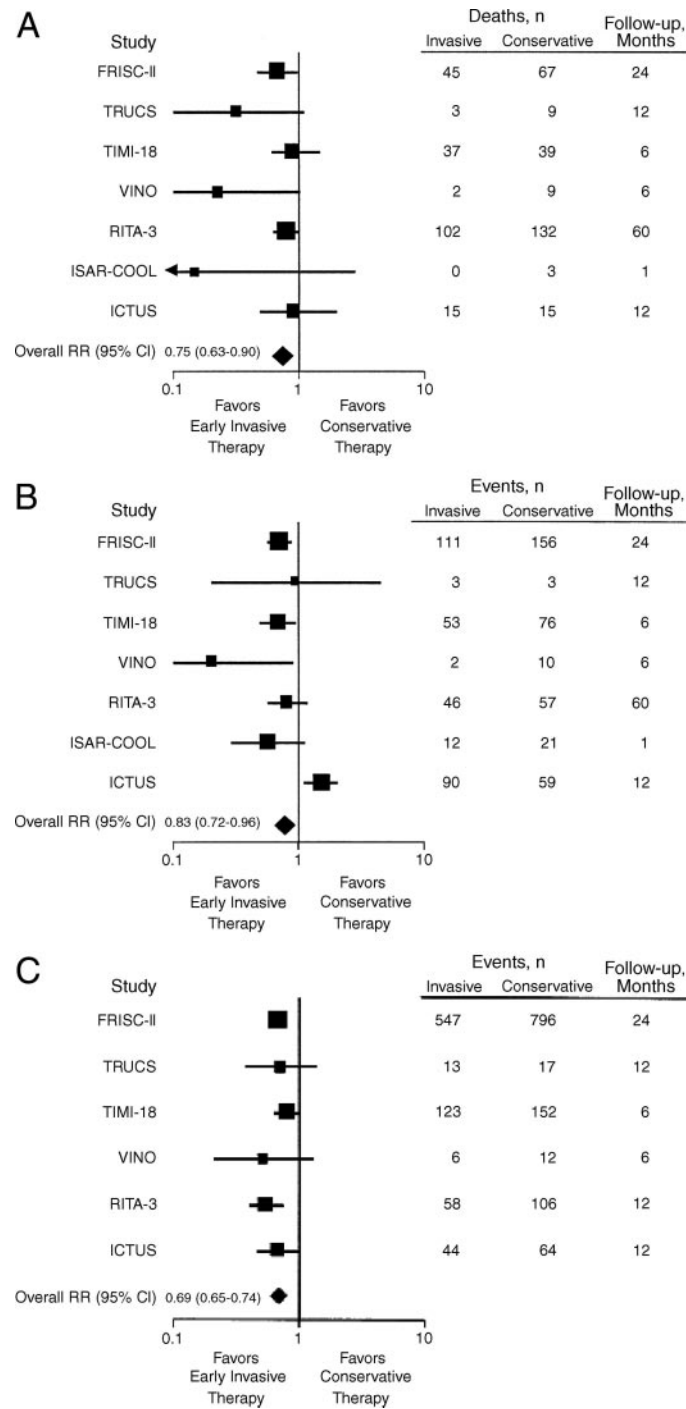 A
Deaths, n Follow-up,
Study Invasive Conservative Months
FRISC-II 45 67 24
TRUCS 3 9 12
TIMI-18 37 39 6
VINO 2 9 6
RITA-3 102 132 60
ISAR-COOL 0 3 1
ICTUS 15 15 12
Overall RR (95% CI) 0.75 (0.63-0.90)
0.1 1 10
Favors Favors
Early Invasive Conservative
Therapy Therapy
B
Events, n Follow-up,
Study Invasive Conservative Months
FRISC-II 111 156 24
TRUCS 3 3 12
TIMI-18 53 76 6
VINO 2 10 6
RITA-3 46 57 60
ISAR-COOL 12 21 1
ICTUS 90 59 12
Overall RR (95% CI) 0.83 (0.72-0.96)
0.1 1 10
Favors Favors
Early Invasive Conservative
Therapy Therapy
C
Events, n Follow-up,
Study Invasive Conservative Months
FRISC-II 547 796 24
TRUCS 13 17 12
TIMI-18 123 152 6
VINO 6 12 6
RITA-3 58 106 12
ICTUS 44 64 12
Overall RR (95% CI) 0.69 (0.65-0.74)
0.1 1 10
Favors Favors
Early Invasive Conservative
Therapy Therapy